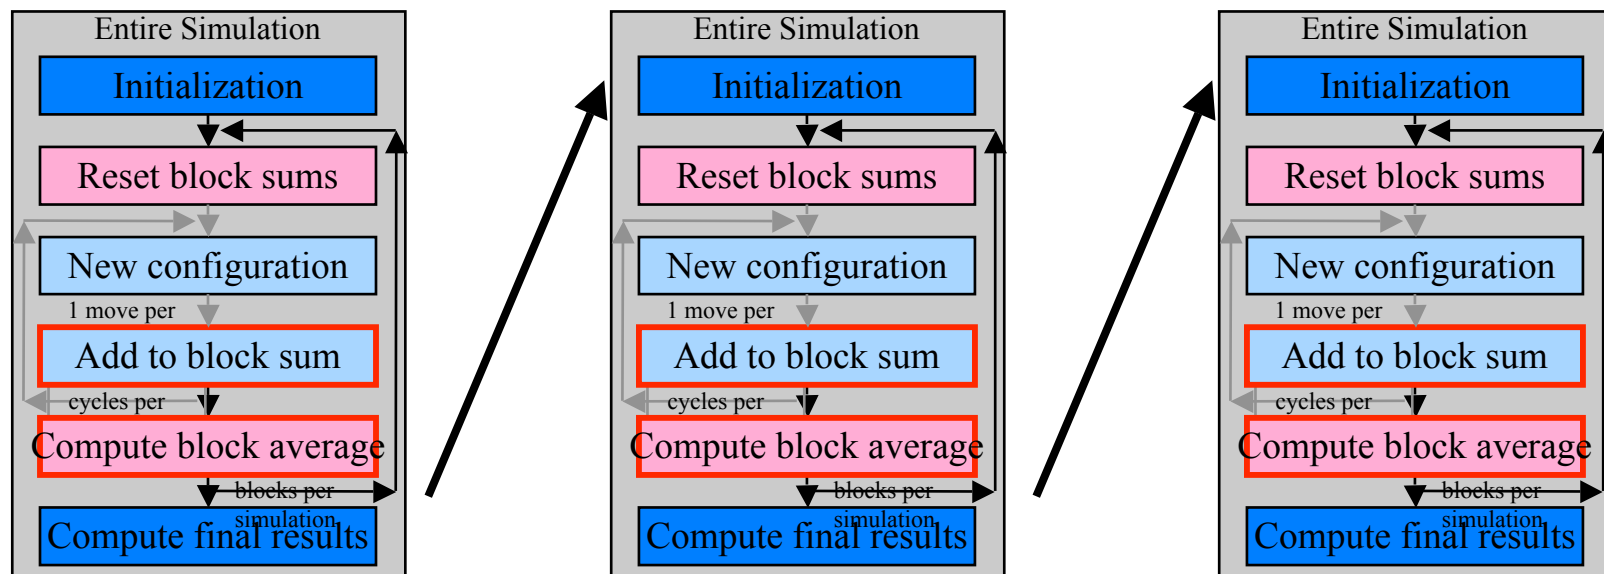 Entire Simulation
Initialization
Reset block sums
New configuration
1 move per
Add to block sum
cycles per
Compute block average
blocks per
simulation
Compute final results
Entire Simulation
Initialization
Reset block sums
New configuration
1 move per
Add to block sum
cycles per
Compute block average
blocks per
simulation
Compute final results
Entire Simulation
Initialization
Reset block sums
New configuration
1 move per
Add to block sum
cycles per
Compute block average
blocks per
simulation
Compute final results